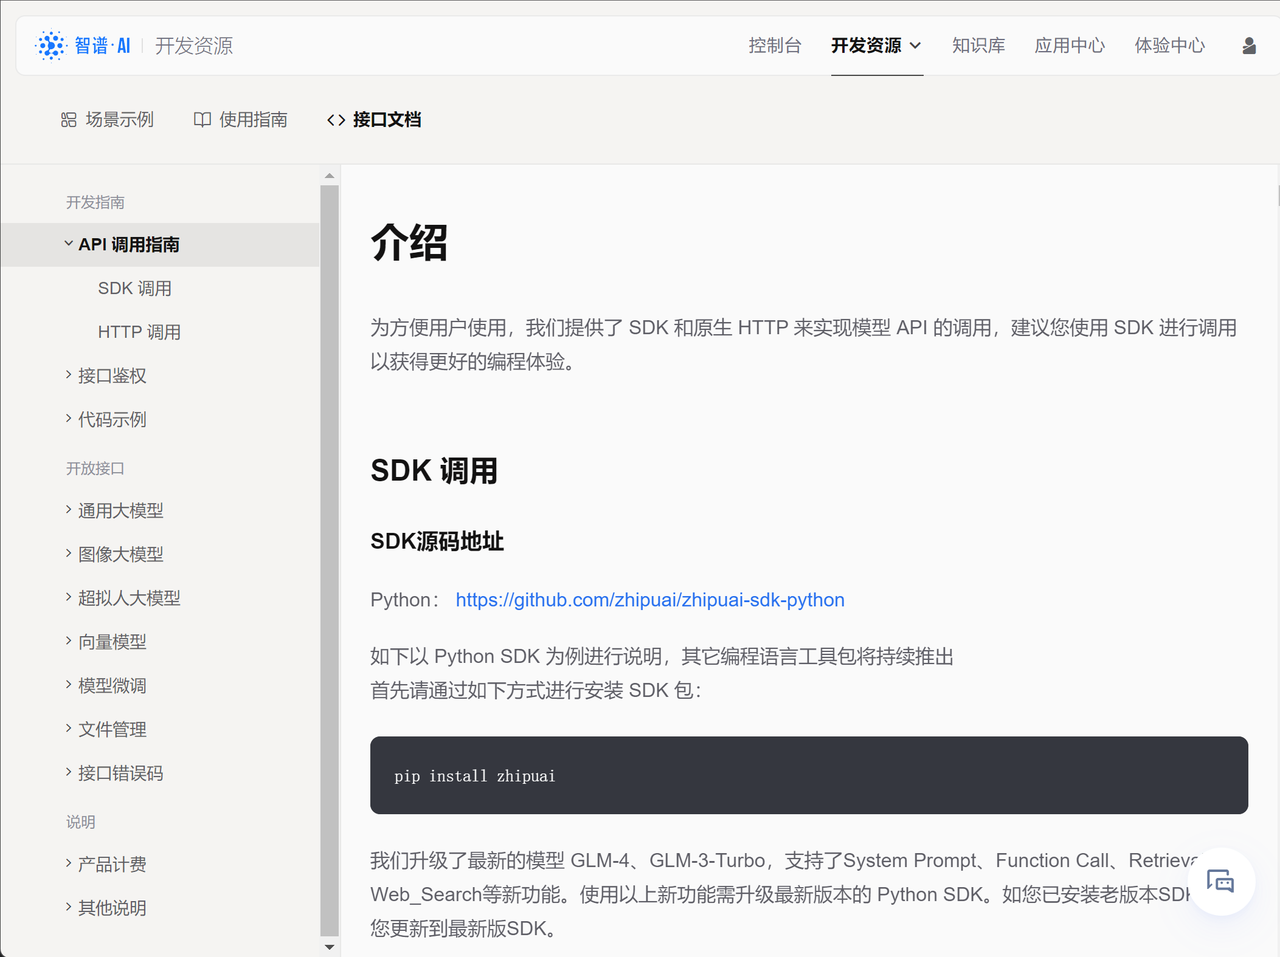 智谱·AI 开发资源 控制台 开发资源 知识库 应用中心 体验中心
场景示例 使用指南 接口文档
开发指南
API 调用指南
SDK 调用
HTTP 调用
接口鉴权
代码示例
开放接口
通用大模型
图像大模型
超拟人大模型
向量模型
模型微调
文件管理
接口错误码
说明
产品计费
其他说明
介绍
为方便用户使用，我们提供了 SDK 和原生 HTTP 来实现模型 API 的调用，建议您使用 SDK 进行调用
以获得更好的编程体验。
SDK 调用
SDK源码地址
Python： https://github.com/zhipuai/zhipuai-sdk-python
如下以 Python SDK 为例进行说明，其它编程语言工具包将持续推出
首先请通过如下方式进行安装 SDK 包：
pip install zhipuai
我们升级了最新的模型 GLM-4、GLM-3-Turbo，支持了System Prompt、Function Call、
Web_Search等新功能。使用以上新功能需升级最新版本的 Python SDK。如您已安装老版本SDK
您更新到最新版SDK。